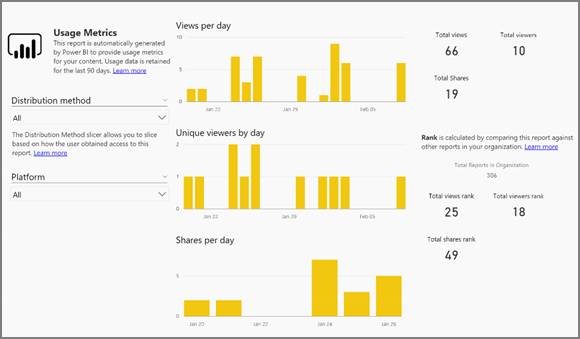 Usage Metrics
This report is automatically generated
by Power BI to provide usage metrics
for your content. Usage data is retained
for the last 90 days. Learn more
Distribution method
All
The Distribution Method slicer allows you to slice
based on how the user obtained access to this
report. Learn more
Platform
All
Views per day
10
5
0
Jan 22
Jan 29
Feb 05
Unique viewers by day
2
1
0
Jan 22
Jan 29
Feb 05
Shares per day
5
0
Jan 20
Jan 22
Jan 24
Jan 26
Total views
66
Total viewers
10
Total Shares
19
Rank is calculated by comparing this report against
other reports in your organization. Learn more
Total Reports in Organization
306
Total views rank
25
Total viewers rank
18
Total shares rank
49